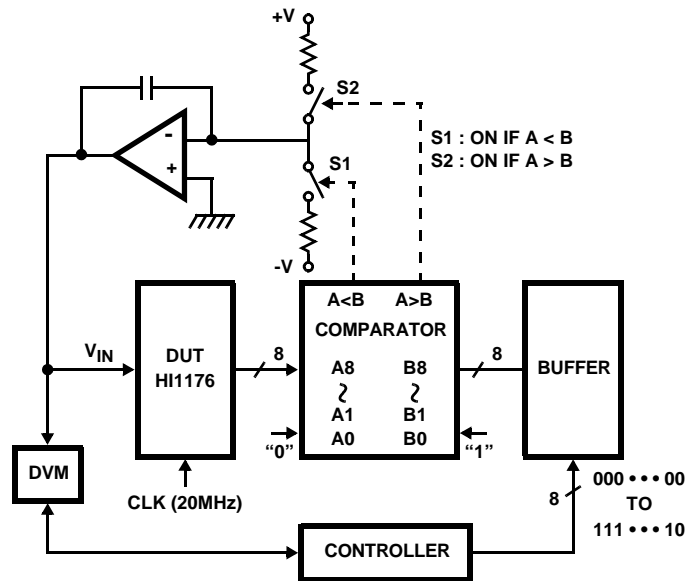 +V
S2
S1 : ON IF A < B
S2 : ON IF A > B
-
+
S1
-V
A<B A>B
COMPARATOR
VIN
DUT
HI1176
8
A8 B8
A1 B1
A0 B0
8
BUFFER
“0”
“1”
DVM
CLK (20MHz)
8
000 • • • 00
TO
111 • • • 10
CONTROLLER